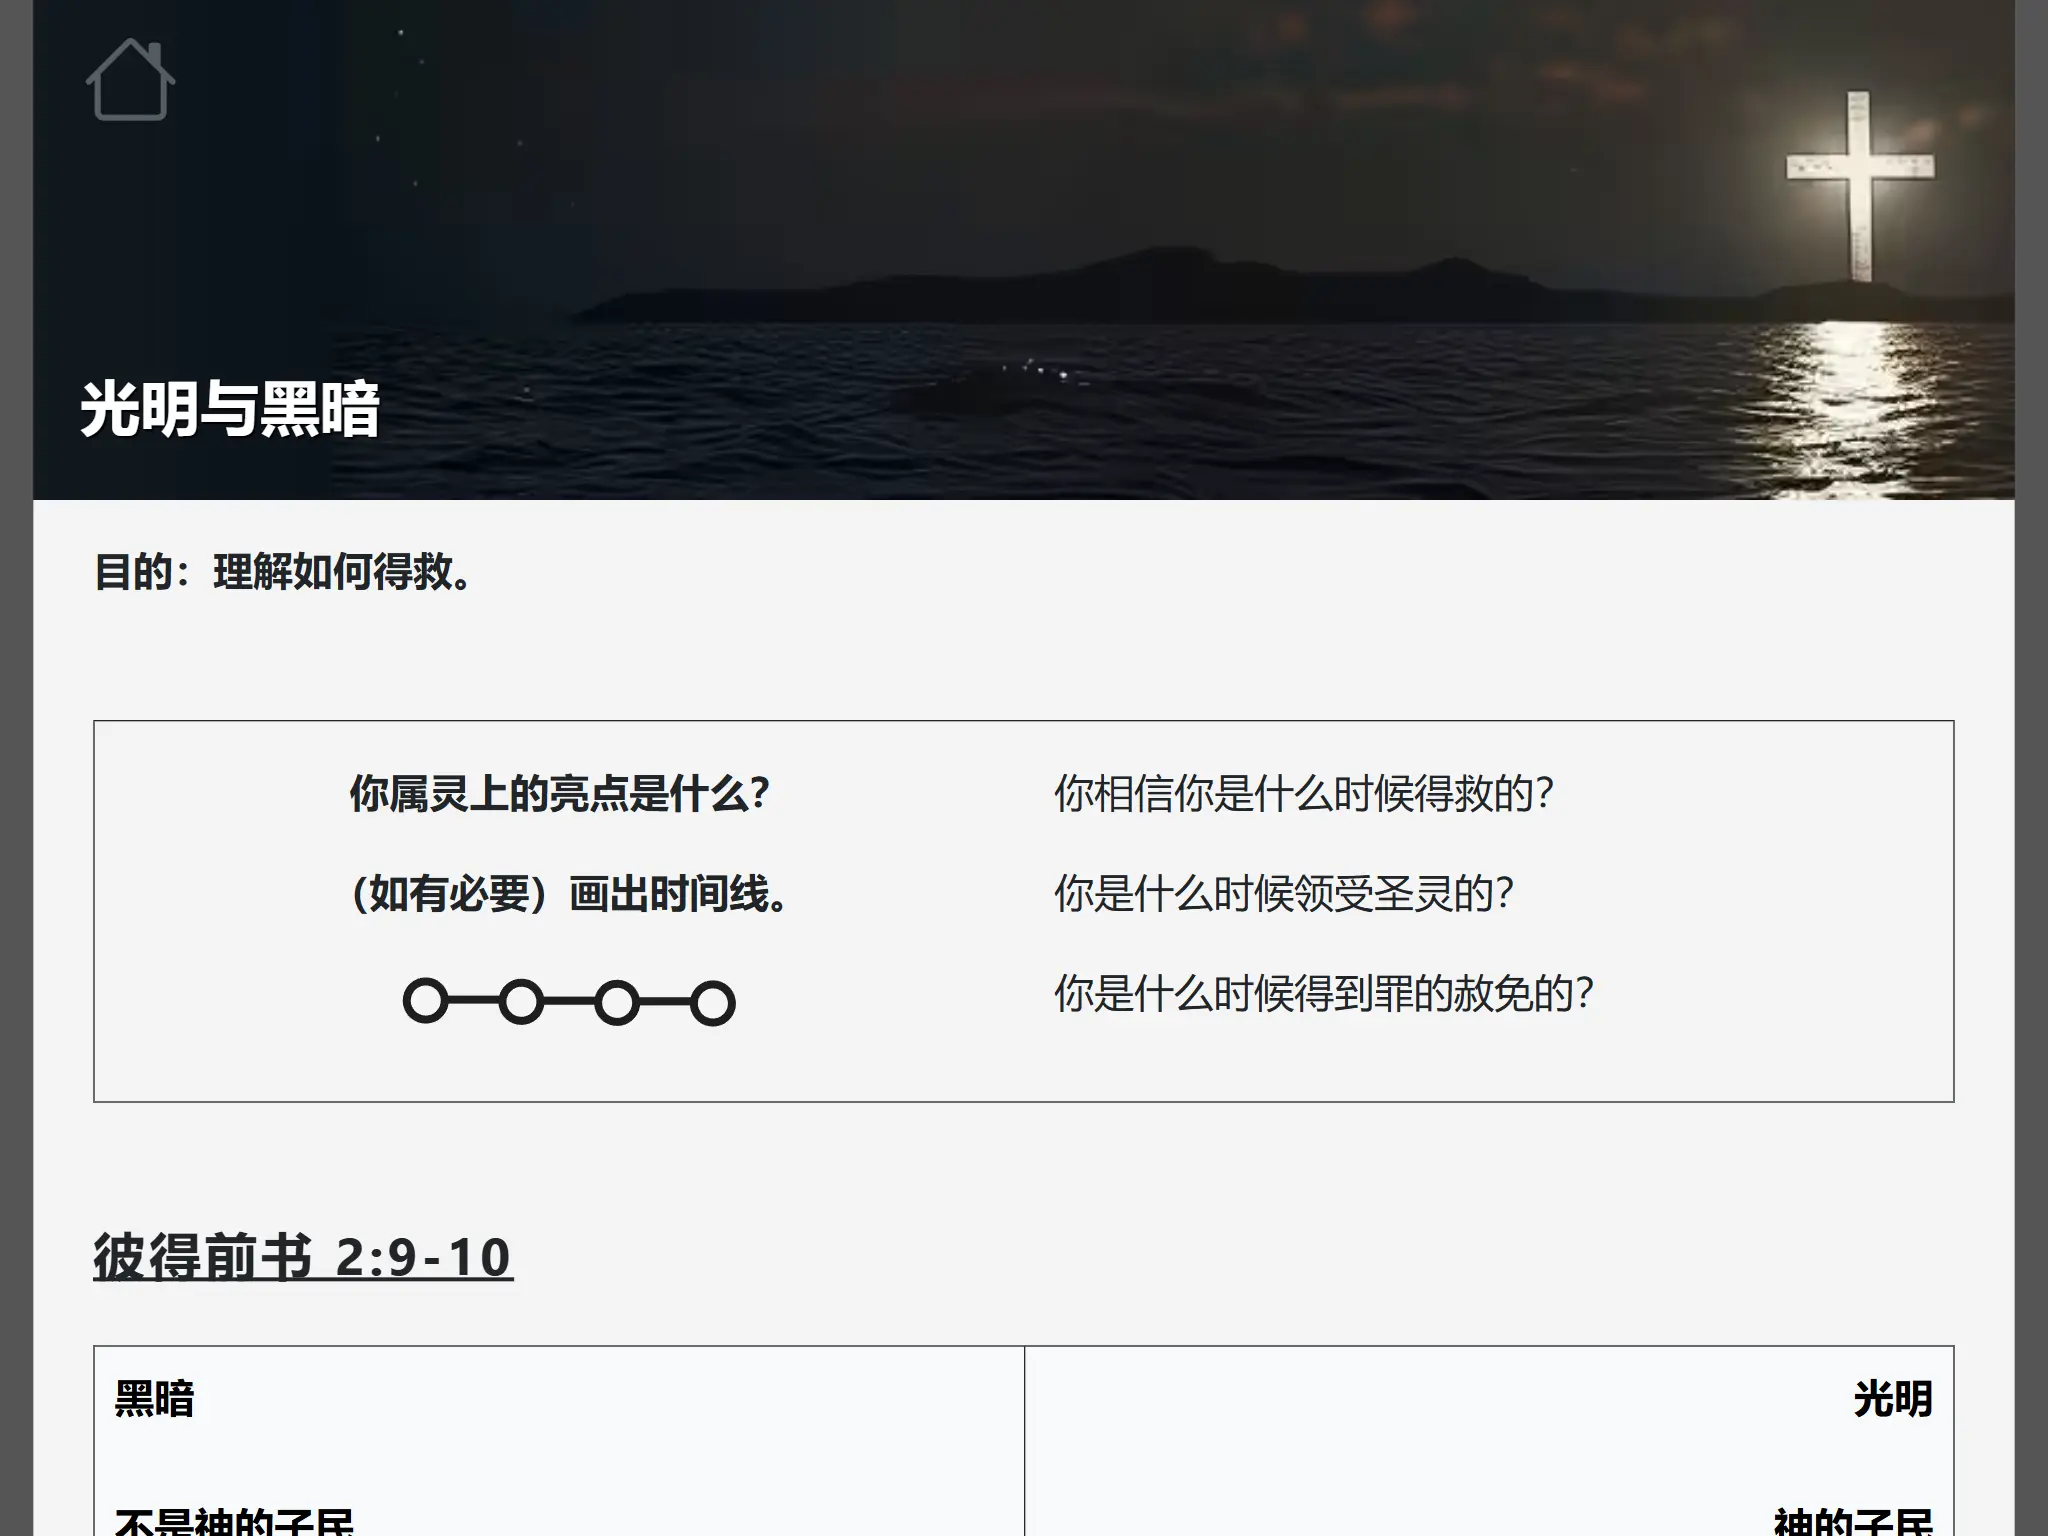 光明与黑暗
目的：理解如何得救。
你属灵上的亮点是什么？
（如有必要）画出时间线。
你相信你是什么时候得救的？
你是什么时候领受圣灵的？
你是什么时候得到罪的赦免的？
彼得前书 2:9-10
黑暗
光明
不是神的子民
神的子民